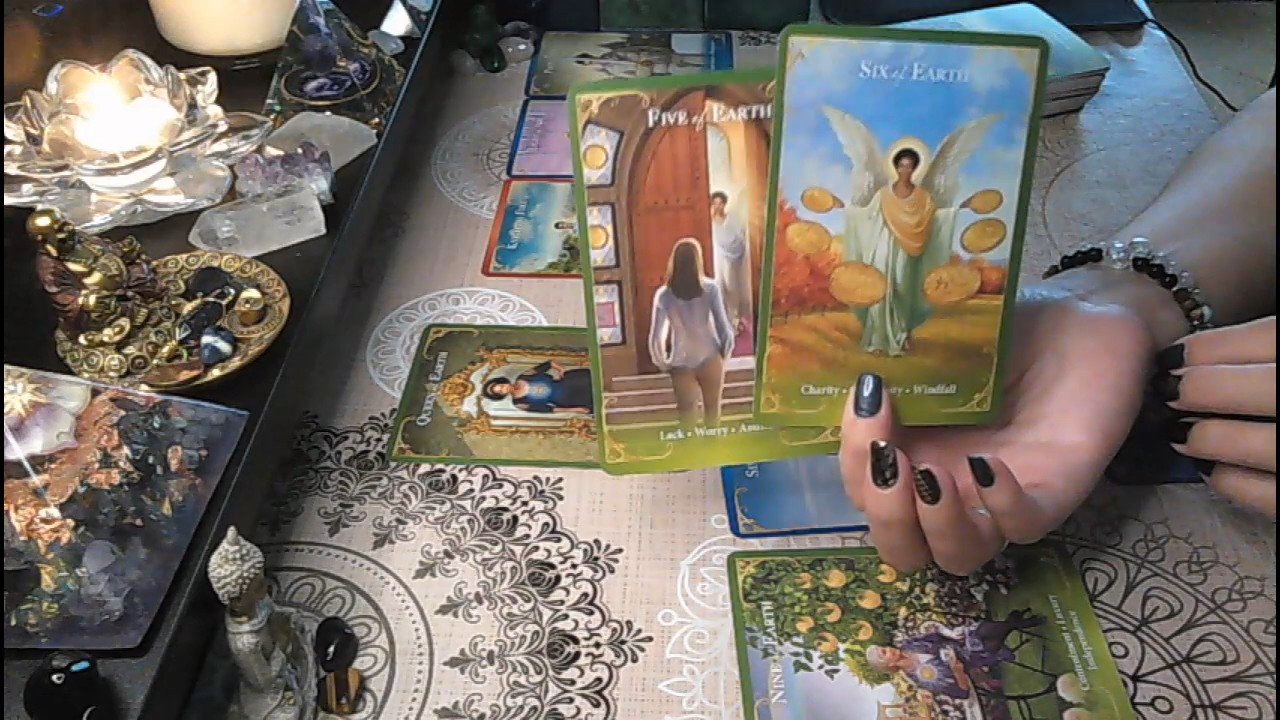 SIX of EARTH
Charity • Windfall
FIVE of EARTH
Lack • Worry •
QUEEN of EARTH
NINE of EARTH
Contentment • Luxury
Independence